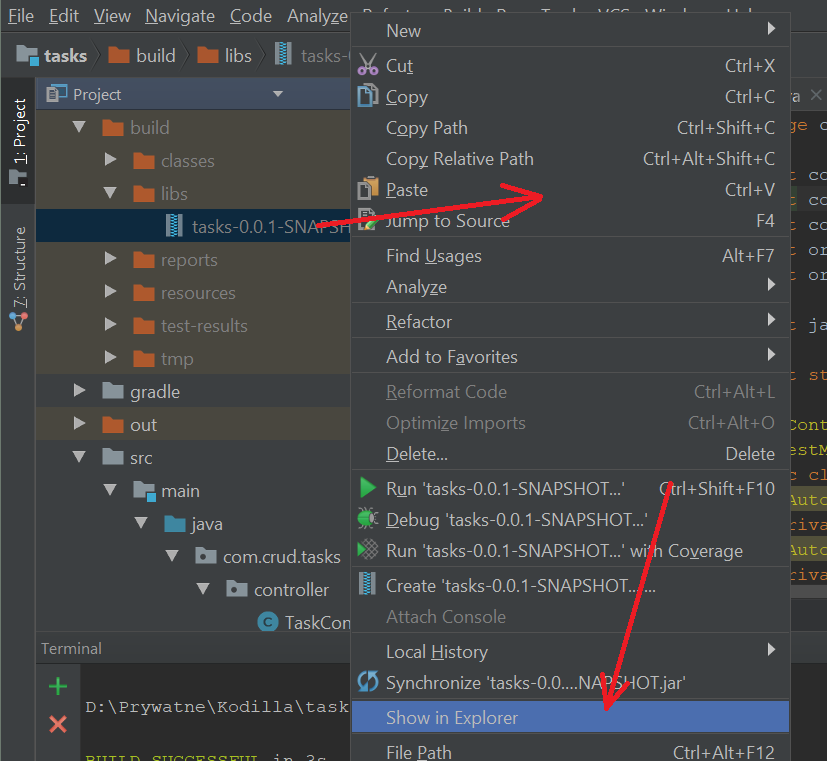 File Edit View Navigate Code Analyze
tasks build libs tasks-
1: Project
7: Structure
Project
build
classes
libs
tasks-0.0.1-SNAPSH
reports
resources
test-results
tmp
gradle
out
src
main
java
com.crud.tasks
controller
TaskCon
New
Cut Ctrl+X
Copy Ctrl+C
Copy Path Ctrl+Shift+C
Copy Relative Path Ctrl+Alt+Shift+C
Paste Ctrl+V
Jump to Source F4
Find Usages Alt+F7
Analyze
Refactor
Add to Favorites
Reformat Code Ctrl+Alt+L
Optimize Imports Ctrl+Alt+O
Delete... Delete
Run 'tasks-0.0.1-SNAPSHOT...' Ctrl+Shift+F10
Debug 'tasks-0.0.1-SNAPSHOT...'
Run 'tasks-0.0.1-SNAPSHOT...' with Coverage
Create 'tasks-0.0.1-SNAPSHOT......
Attach Console
Local History
Synchronize 'tasks-0.0....NAPSHOT.jar'
Show in Explorer
File Path Ctrl+Alt+F12
Terminal
D:\Prywatne\Kodilla\task
BUILD SUCCESSFUL in 3s